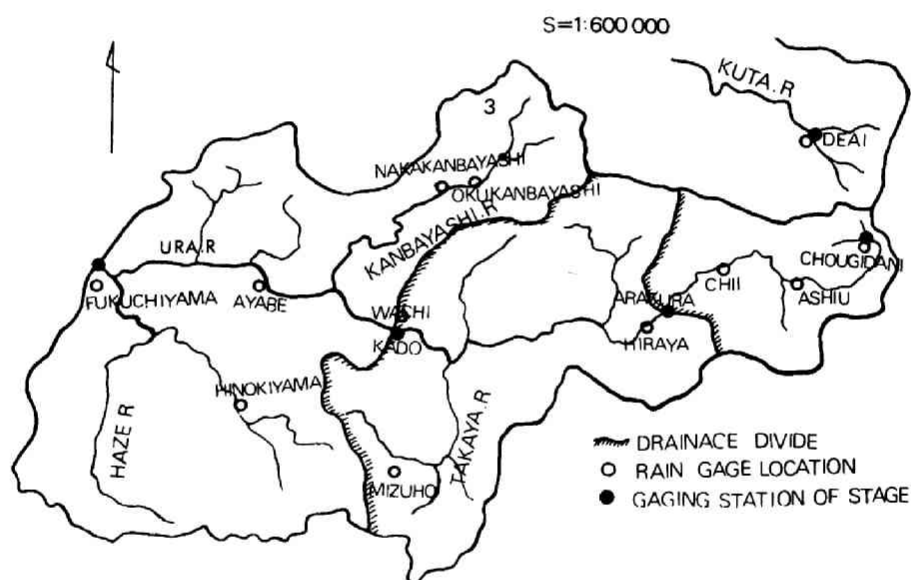 S=1:600 000
KUTA.R
3
DEAI
NAKAKANBAYASHI
OKUKANBAYASHI
KANBAYASHI.R
URA.R
CHOUGIDANI
CHII
FUKUCHIYAMA
AYABE
ASHIU
WACHI
KADO
HIRAYA
HINOKIYAMA
HAZE R
TAKAYA.R
MIZUHO
DRAINACE DIVIDE
RAIN GAGE LOCATION
GAGING STATION OF STAGE